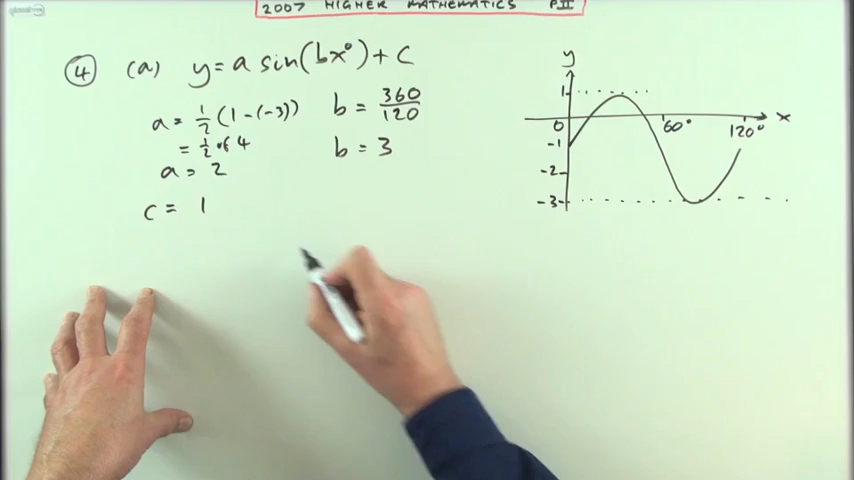 2007 HIGHER MATHEMATICS PII
4 (a) y = a sin(bx°) + c
a = 1/2 (1 - (-3))
= 1/2 of 4
a = 2
c = 1
b = 360/120
b = 3
y
1
0
60°
120°
x
-1
-2
-3